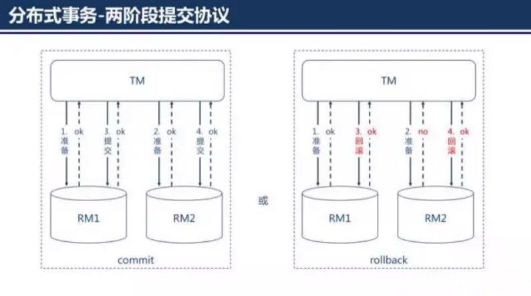 分布式事务-两阶段提交协议
TM
1. 准备 ok 3. 提交 ok 2. 准备 ok 4. 提交 ok
RM1 RM2
commit
或
TM
1. 准备 ok 3. 回滚 ok 2. 准备 no 4. 回滚 ok
RM1 RM2
rollback